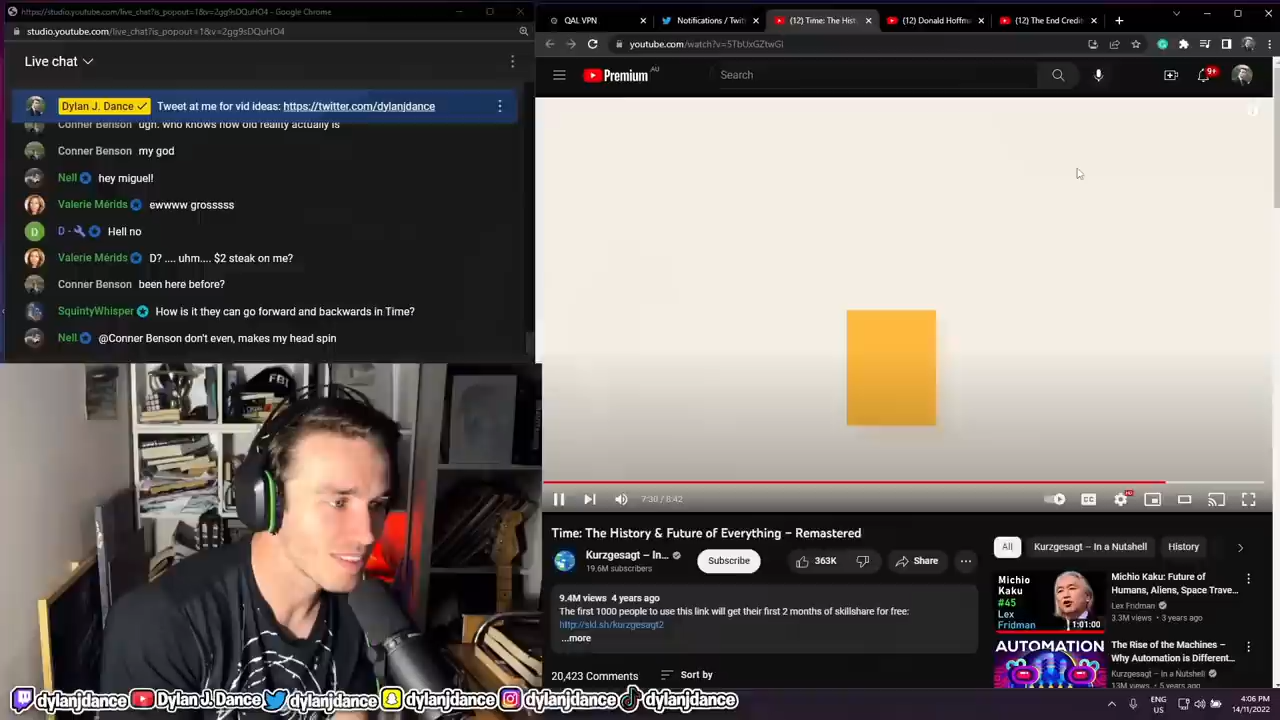 https://studio.youtube.com/live_chat?is_popout=1&v=2gg9sDQuHO4 - Google Chrome
studio.youtube.com/live_chat?is_popout=1&v=2gg9sDQuHO4
Live chat
Dylan J. Dance Tweet at me for vid ideas: https://twitter.com/dylanjdance
Conner Benson ugh. who knows how old reality actually is
Conner Benson my god
Nell hey miguel!
Valerie Mérids ewwww grosssss
D D - Hell no
Valerie Mérids D? .... uhm.... $2 steak on me?
Conner Benson been here before?
SquintyWhisper How is it they can go forward and backwards in Time?
Nell @Conner Benson don't even, makes my head spin
FBI
QAL VPN
Notifications / Twitt
(12) Time: The Hist
(12) Donald Hoffm
(12) The End Credit
youtube.com/watch?v=5TbUxGZtwGI
Premium AU
Search
9+
7:30 / 8:42
CC
HD
Time: The History & Future of Everything – Remastered
Kurzgesagt – In...
19.6M subscribers
Subscribe
363K
Share
9.4M views 4 years ago
The first 1000 people to use this link will get their first 2 months of skillshare for free:
http://skl.sh/kurzgesagt2
...more
20,423 Comments
Sort by
All
Kurzgesagt – In a Nutshell
History
Michio
Kaku
#45
Lex
Fridman
1:01:00
Michio Kaku: Future of
Humans, Aliens, Space Trave...
Lex Fridman
3.3M views • 3 years ago
AUTOMATION
The Rise of the Machines –
Why Automation is Different...
Kurzgesagt – In a Nutshell
13M views • 5 years ago
dylanjdance
Dylan J. Dance
dylanjdance
dylanjdance
dylanjdance
dylanjdance
ENG
US
4:06 PM
14/11/2022